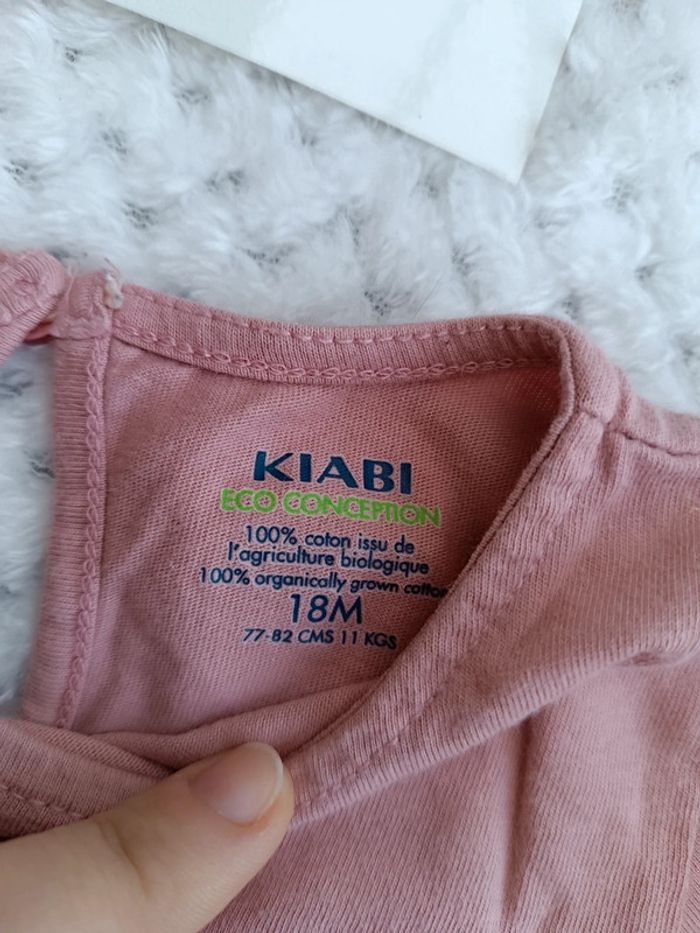 KIABI
ECO CONCEPTION
100% coton issu de
l'agriculture biologique
100% organically grown cotton
18M
77-82 CMS 11 KGS